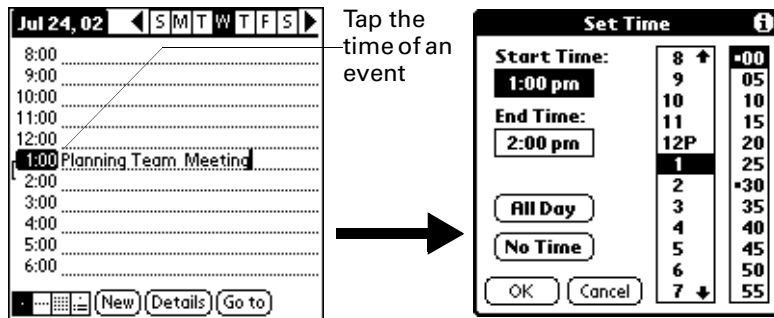 Jul 24, 02 S M T W T F S
8:00
9:00
10:00
11:00
12:00
1:00 Planning Team Meeting
2:00
3:00
4:00
5:00
6:00
New Details Go to
Tap the
time of an
event
Set Time i
Start Time:
1:00 pm
End Time:
2:00 pm
All Day
No Time
OK Cancel
8 00
9 05
10 10
11 15
12P 20
1 25
2 30
3 35
4 40
5 45
6 50
7 55